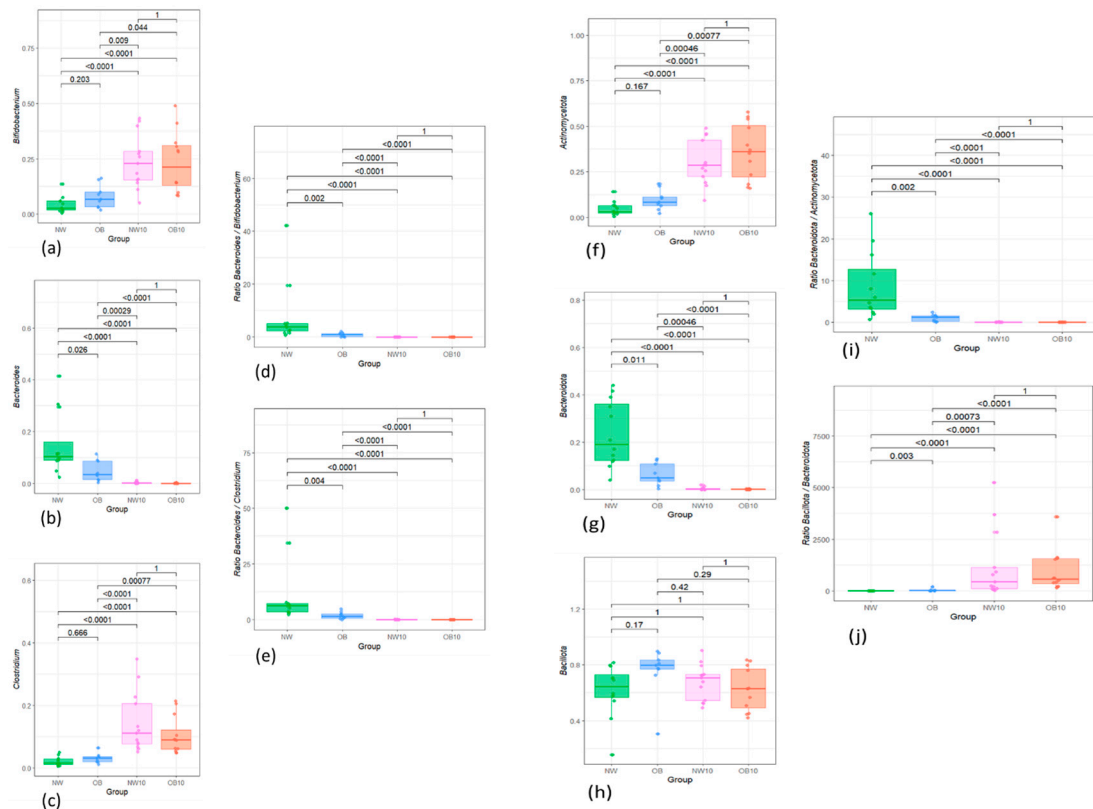 1
0.044
0.009
<0.0001
<0.0001
0.203
0.75
0.50
0.25
0.00
Bifidobacterium
NW OB NW10 OB10
Group
(a)
1
<0.0001
0.00029
<0.0001
<0.0001
0.026
0.6
0.4
0.2
0.0
Bacteroides
NW OB NW10 OB10
Group
(b)
1
0.00077
<0.0001
<0.0001
<0.0001
0.666
0.6
0.4
0.2
0.0
Clostridium
NW OB NW10 OB10
Group
(c)
1
<0.0001
<0.0001
<0.0001
<0.0001
0.002
60
40
20
0
Ratio Bacteroides / Bifidobacterium
NW OB NW10 OB10
Group
(d)
1
<0.0001
<0.0001
<0.0001
<0.0001
0.004
75
50
25
0
Ratio Bacteroides / Clostridium
NW OB NW10 OB10
Group
(e)
1
0.00077
0.00046
<0.0001
<0.0001
0.167
1.00
0.75
0.50
0.25
0.00
Actinomycetota
NW OB NW10 OB10
Group
(f)
1
<0.0001
0.00046
<0.0001
<0.0001
0.011
0.8
0.6
0.4
0.2
0.0
Bacteroidota
NW OB NW10 OB10
Group
(g)
1
0.29
0.42
1
1
0.17
1.2
0.8
0.4
Bacillota
NW OB NW10 OB10
Group
(h)
1
<0.0001
<0.0001
<0.0001
<0.0001
0.002
40
30
20
10
0
Ratio Bacteroidota / Actinomycetota
NW OB NW10 OB10
Group
(i)
1
<0.0001
0.00073
<0.0001
<0.0001
0.003
7500
5000
2500
0
Ratio Bacillota / Bacteroidota
NW OB NW10 OB10
Group
(j)